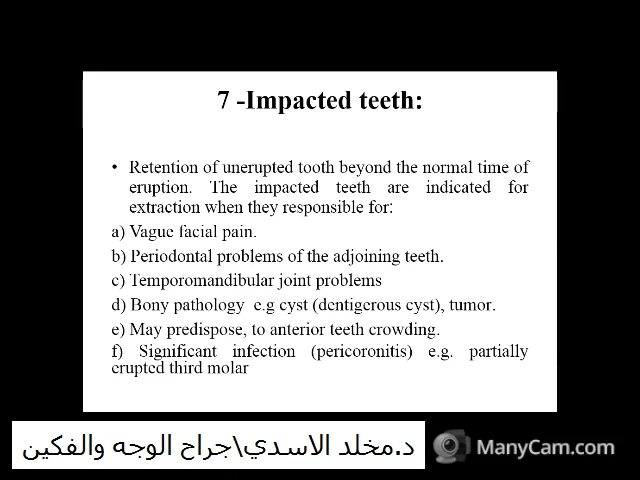 7 -Impacted teeth:
• Retention of unerupted tooth beyond the normal time of
eruption. The impacted teeth are indicated for
extraction when they responsible for:
a) Vague facial pain.
b) Periodontal problems of the adjoining teeth.
c) Temporomandibular joint problems
d) Bony pathology e.g cyst (dentigerous cyst), tumor.
e) May predispose, to anterior teeth crowding.
f) Significant infection (pericoronitis) e.g. partially
erupted third molar
د.مخلد الاسدي\جراح الوجه والفكين
ManyCam.com